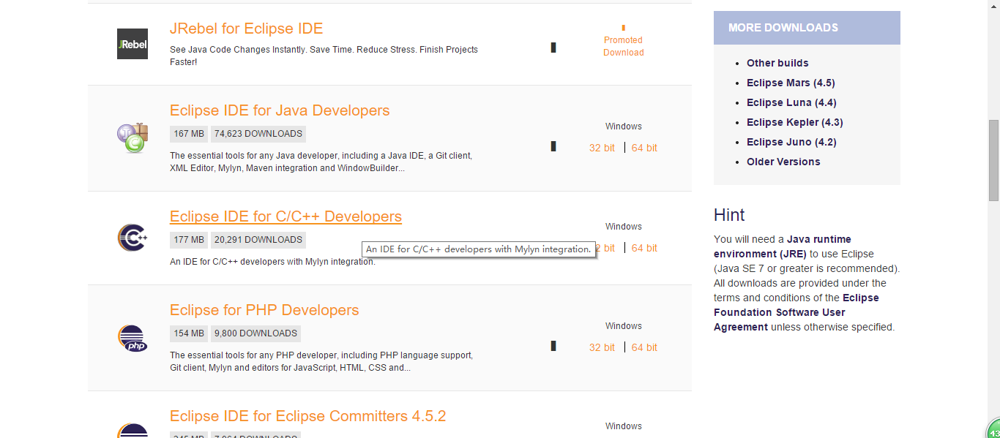 JRebel
JRebel for Eclipse IDE
See Java Code Changes Instantly. Save Time. Reduce Stress. Finish Projects
Faster!
Promoted
Download
Eclipse IDE for Java Developers
167 MB 74,623 DOWNLOADS
The essential tools for any Java developer, including a Java IDE, a Git client,
XML Editor, Mylyn, Maven integration and WindowBuilder...
Windows
32 bit 64 bit
Eclipse IDE for C/C++ Developers
177 MB 20,291 DOWNLOADS
An IDE for C/C++ developers with Mylyn integration.
An IDE for C/C++ developers with Mylyn integration.
Windows
2 bit 64 bit
php
Eclipse for PHP Developers
154 MB 9,800 DOWNLOADS
The essential tools for any PHP developer, including PHP language support,
Git client, Mylyn and editors for JavaScript, HTML, CSS and...
Windows
32 bit 64 bit
Eclipse IDE for Eclipse Committers 4.5.2
Windows
MORE DOWNLOADS
Other builds
Eclipse Mars (4.5)
Eclipse Luna (4.4)
Eclipse Kepler (4.3)
Eclipse Juno (4.2)
Older Versions
Hint
You will need a Java runtime
environment (JRE) to use Eclipse
(Java SE 7 or greater is recommended).
All downloads are provided under the
terms and conditions of the Eclipse
Foundation Software User
Agreement unless otherwise specified.